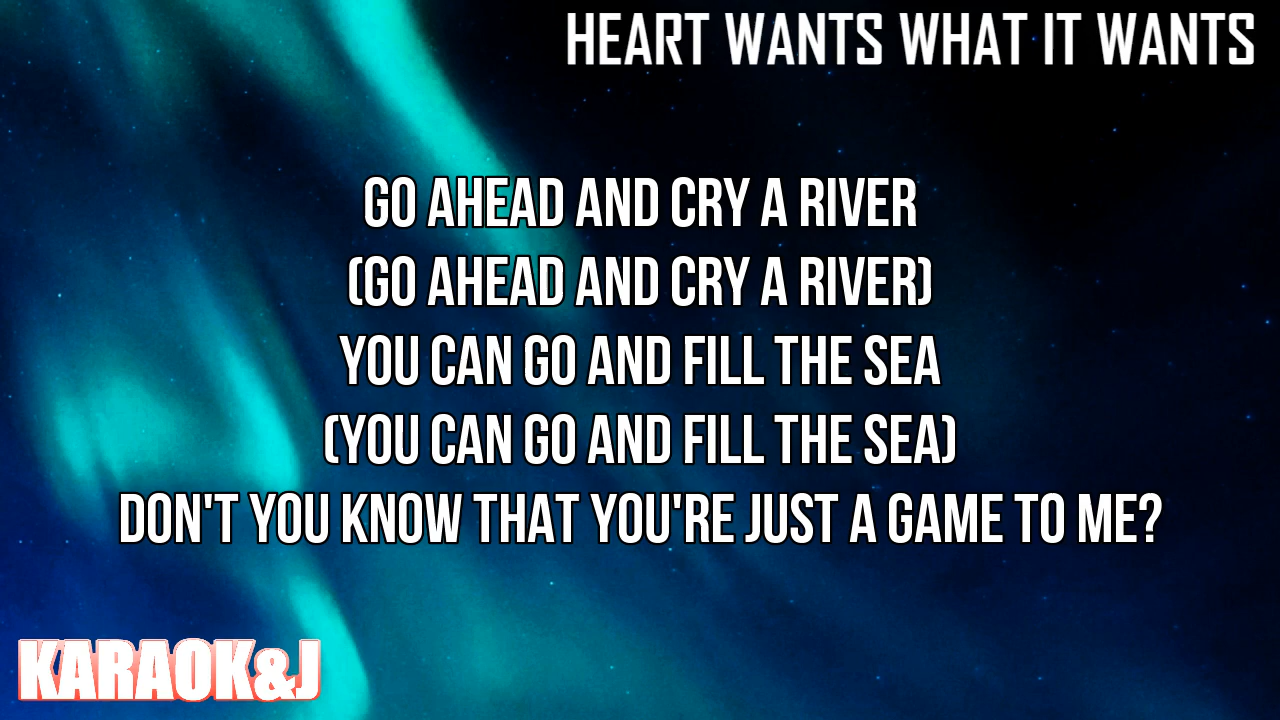 HEART WANTS WHAT IT WANTS
GO AHEAD AND CRY A RIVER
(GO AHEAD AND CRY A RIVER)
YOU CAN GO AND FILL THE SEA
(YOU CAN GO AND FILL THE SEA)
DON'T YOU KNOW THAT YOU'RE JUST A GAME TO ME?
KARAOK&J